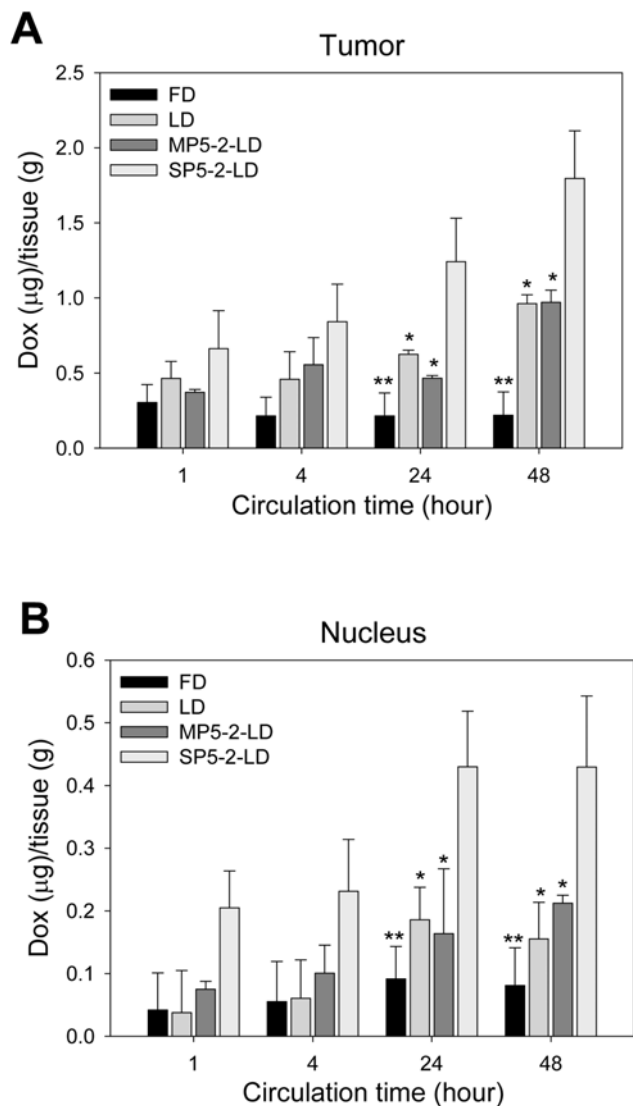 A
Tumor
2.5
2.0
1.5
1.0
0.5
0.0
Dox (μg)/tissue (g)
FD
LD
MP5-2-LD
SP5-2-LD
** * *
** * *
1 4 24 48
Circulation time (hour)
B
Nucleus
0.6
0.5
0.4
0.3
0.2
0.1
0.0
Dox (μg)/tissue (g)
FD
LD
MP5-2-LD
SP5-2-LD
** * *
** * *
1 4 24 48
Circulation time (hour)